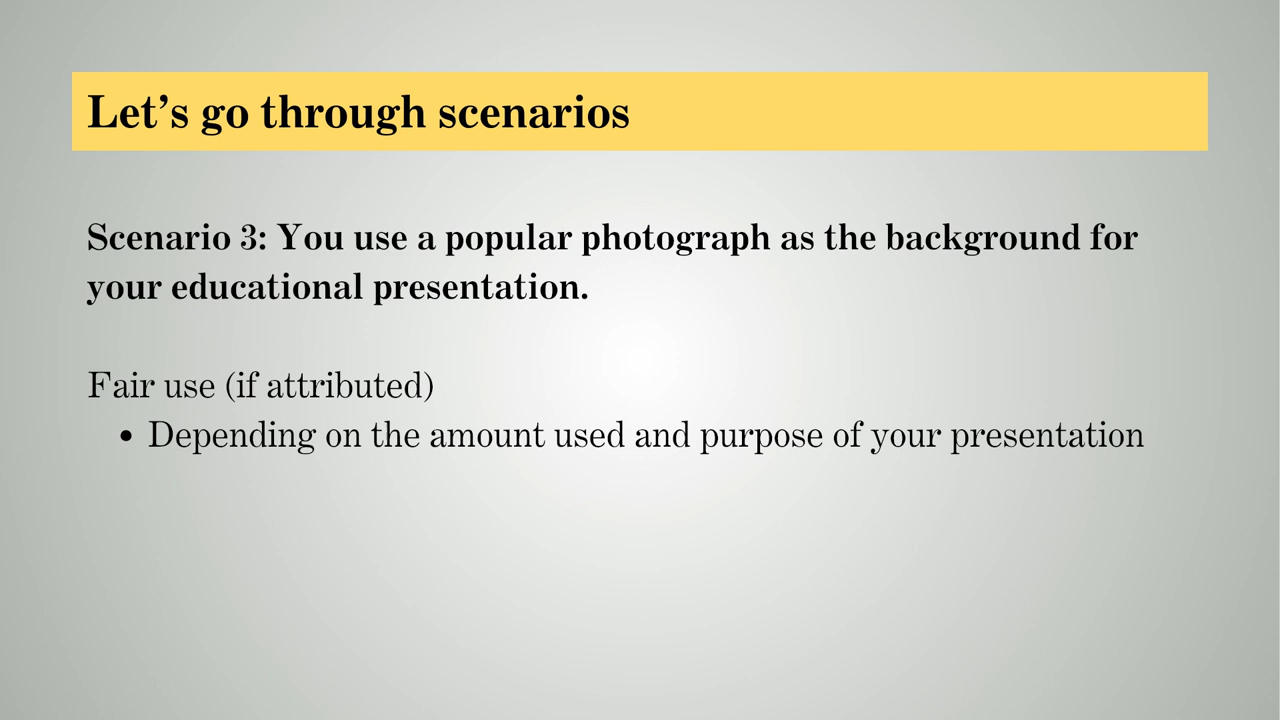 Let’s go through scenarios
Scenario 3: You use a popular photograph as the background for
your educational presentation.
Fair use (if attributed)
• Depending on the amount used and purpose of your presentation